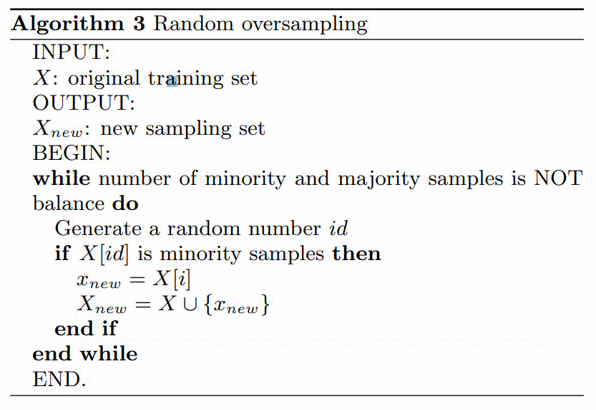 Algorithm 3 Random oversampling
INPUT:
X: original training set
OUTPUT:
X_{new}: new sampling set
BEGIN:
while number of minority and majority samples is NOT
balance do
Generate a random number id
if X[id] is minority samples then
x_{new} = X[i]
X_{new} = X ∪ {x_{new}}
end if
end while
END.